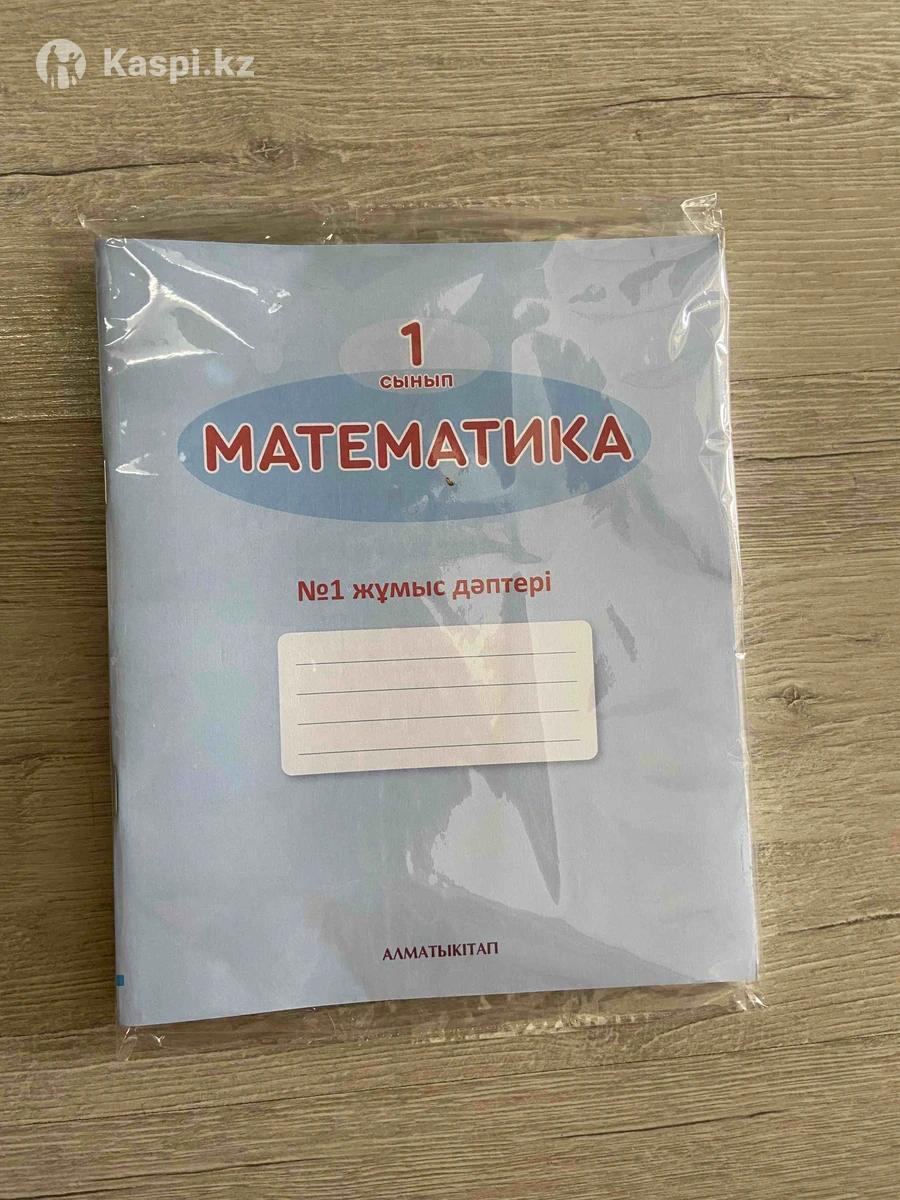 Kaspi.kz
1
сынып
МАТЕМАТИКА
№1 жұмыс дәптері
АЛМАТЫКІТАП